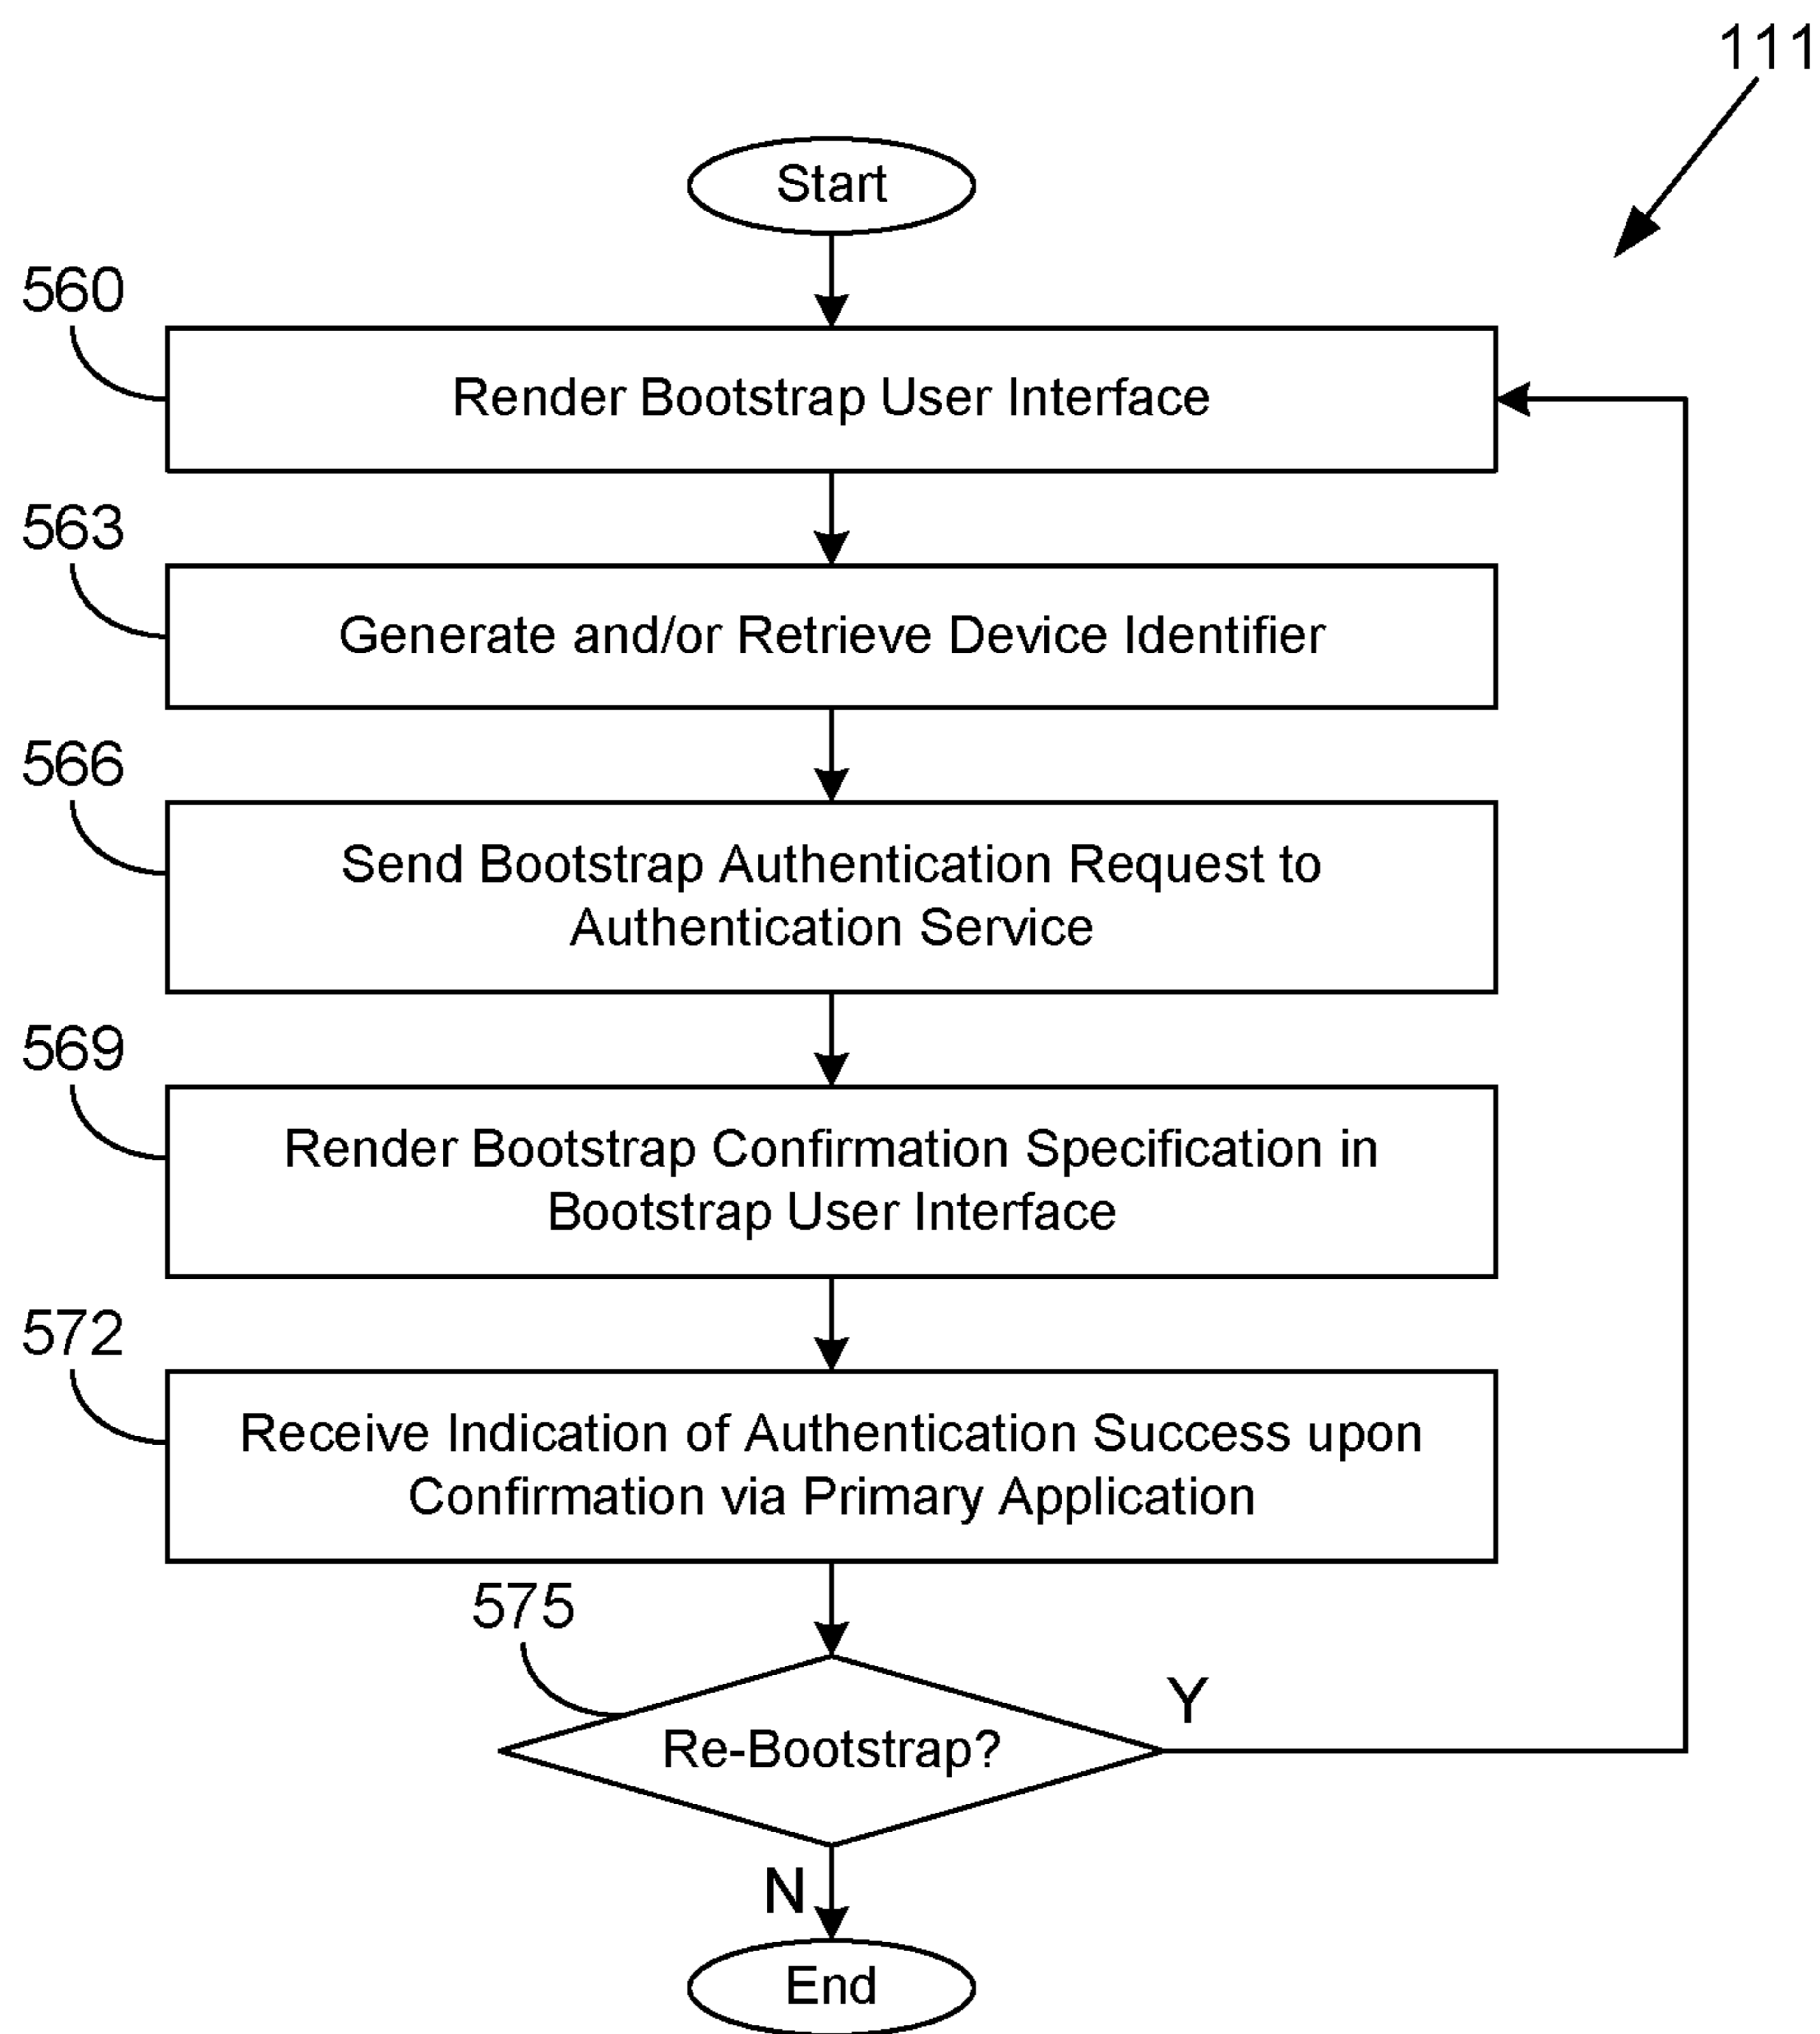 111
Start
560
Render Bootstrap User Interface
563
Generate and/or Retrieve Device Identifier
566
Send Bootstrap Authentication Request to
Authentication Service
569
Render Bootstrap Confirmation Specification in
Bootstrap User Interface
572
Receive Indication of Authentication Success upon
Confirmation via Primary Application
575
Y
Re-Bootstrap?
N
End